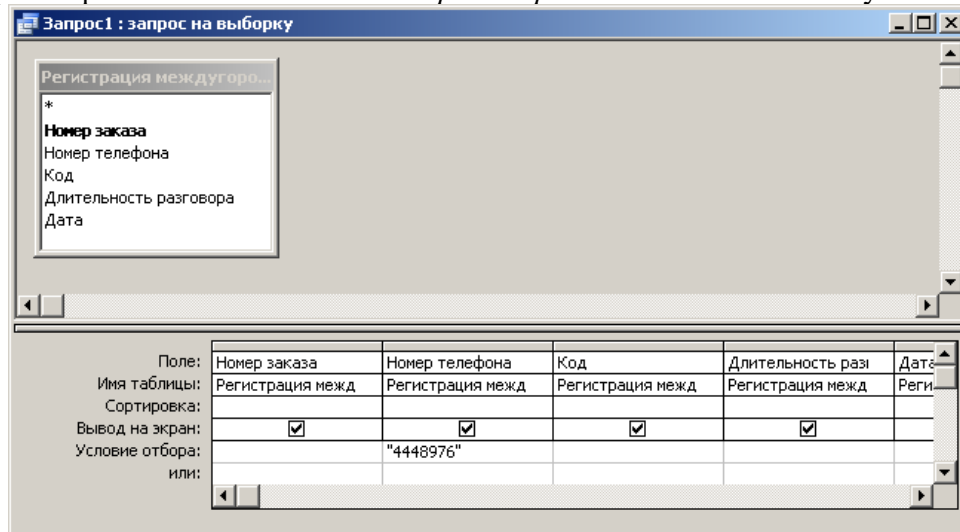 Запрос1 : запрос на выборку
Регистрация междугоро...
*
Номер заказа
Номер телефона
Код
Длительность разговора
Дата
Поле: Номер заказа Номер телефона Код Длительность разг Дата
Имя таблицы: Регистрация межд Регистрация межд Регистрация межд Регистрация межд Реги
Сортировка:
Вывод на экран:
Условие отбора: "4448976"
или: